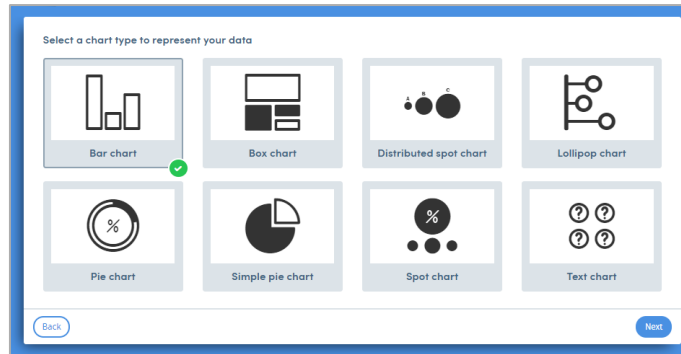 Select a chart type to represent your data
A B C
Bar chart
Box chart
Distributed spot chart
Lollipop chart
%
%
? ?
? ?
Pie chart
Simple pie chart
Spot chart
Text chart
Back
Next